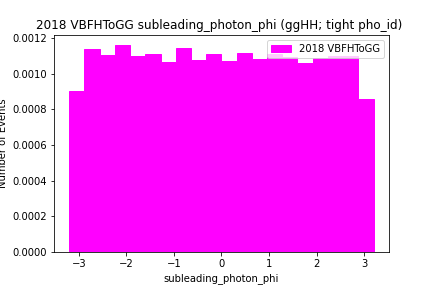 2018 VBFHToGG subleading_photon_phi (ggHH; tight pho_id)
2018 VBFHToGG
Number of Events
0.0012
0.0010
0.0008
0.0006
0.0004
0.0002
0.0000
−3 −2 −1 0 1 2 3
subleading_photon_phi